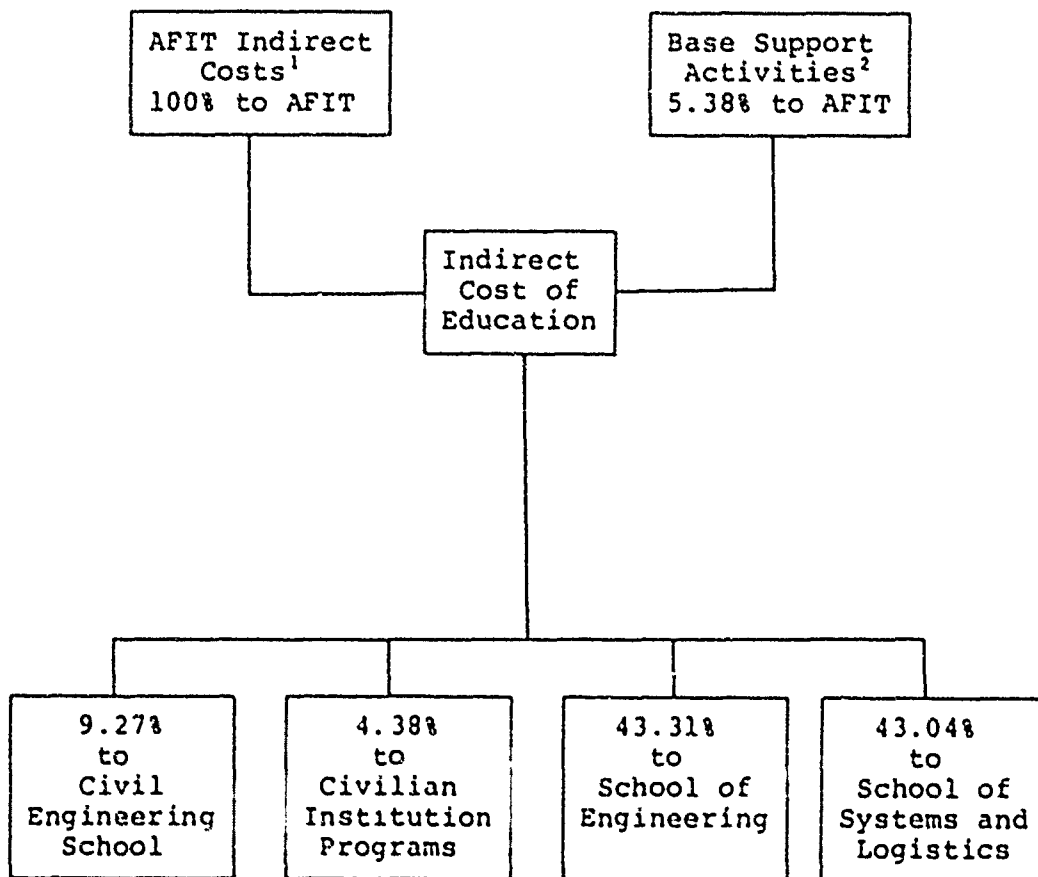 AFIT Indirect
Costs¹
100% to AFIT
Base Support
Activities²
5.38% to AFIT
Indirect
Cost of
Education
9.27%
to
Civil
Engineering
School
4.38%
to
Civilian
Institution
Programs
43.31%
to
School of
Engineering
43.04%
to
School of
Systems and
Logistics